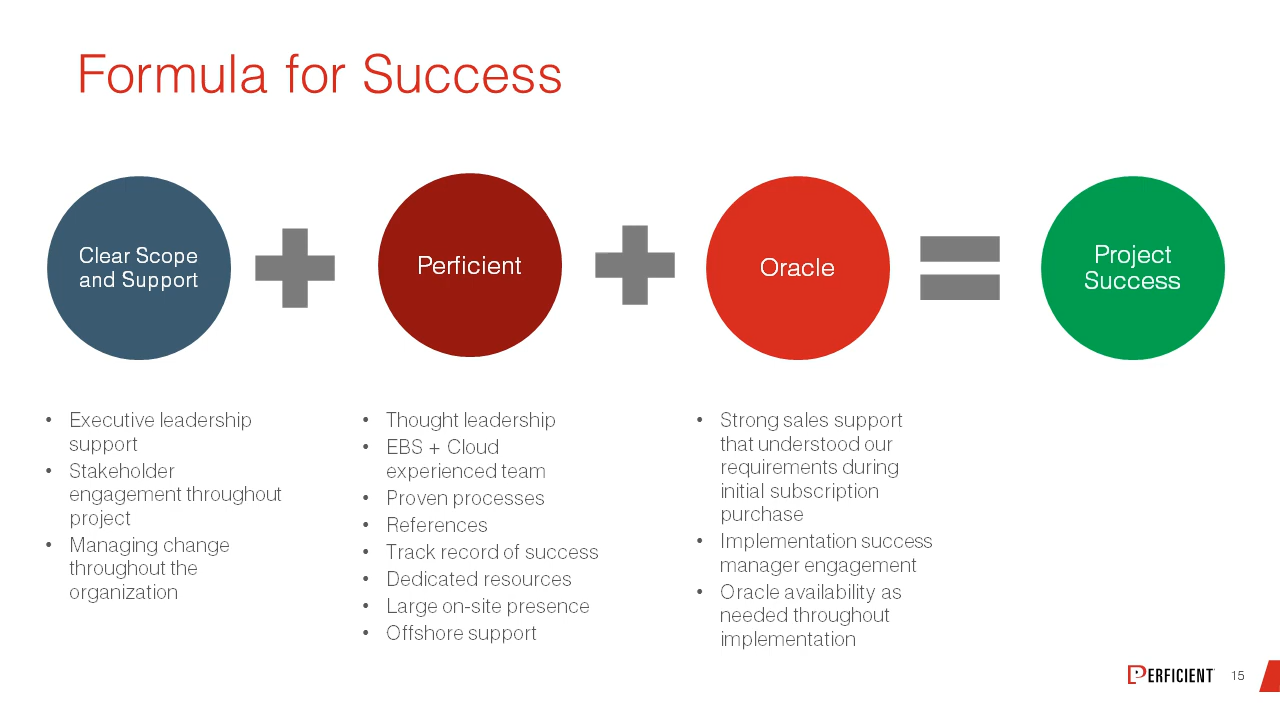 Formula for Success
Clear Scope
and Support
Perficient
Oracle
Project
Success
• Executive leadership
support
• Stakeholder
engagement throughout
project
• Managing change
throughout the
organization
• Thought leadership
• EBS + Cloud
experienced team
• Proven processes
• References
• Track record of success
• Dedicated resources
• Large on-site presence
• Offshore support
• Strong sales support
that understood our
requirements during
initial subscription
purchase
• Implementation success
manager engagement
• Oracle availability as
needed throughout
implementation
PERFICIENT
15